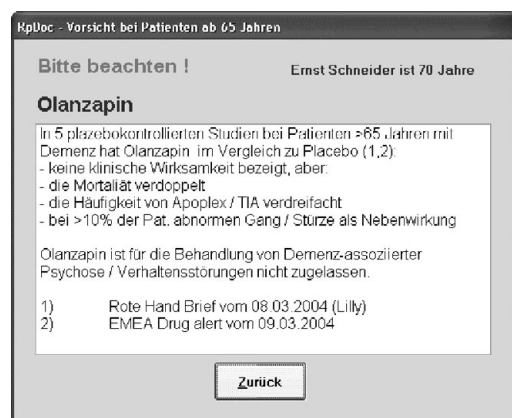 RpDoc - Vorsicht bei Patienten ab 65 Jahren
Bitte beachten !
Ernst Schneider ist 70 Jahre
Olanzapin
In 5 plazebokontrollierten Studien bei Patienten >65 Jahren mit
Demenz hat Olanzapin im Vergleich zu Placebo (1,2):
- keine klinische Wirksamkeit bezeigt, aber:
- die Mortaliät verdoppelt
- die Häufigkeit von Apoplex / TIA verdreifacht
- bei >10% der Pat. abnormen Gang / Stürze als Nebenwirkung
Olanzapin ist für die Behandlung von Demenz-assoziierter
Psychose / Verhaltensstörungen nicht zugelassen.
1) Rote Hand Brief vom 08.03.2004 (Lilly)
2) EMEA Drug alert vom 09.03.2004
Zurück